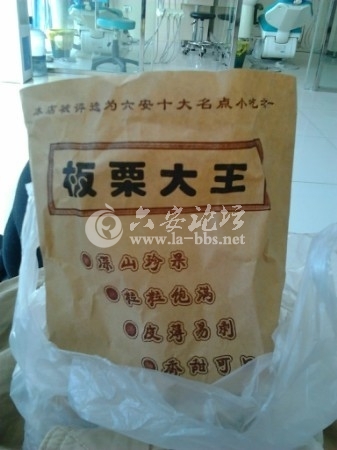 本店被评选为六安十大名点小吃之一
板栗大王
六安论坛
www.la-bbs.net
深山珍果
粒粒饱满
皮薄易剥
香甜可